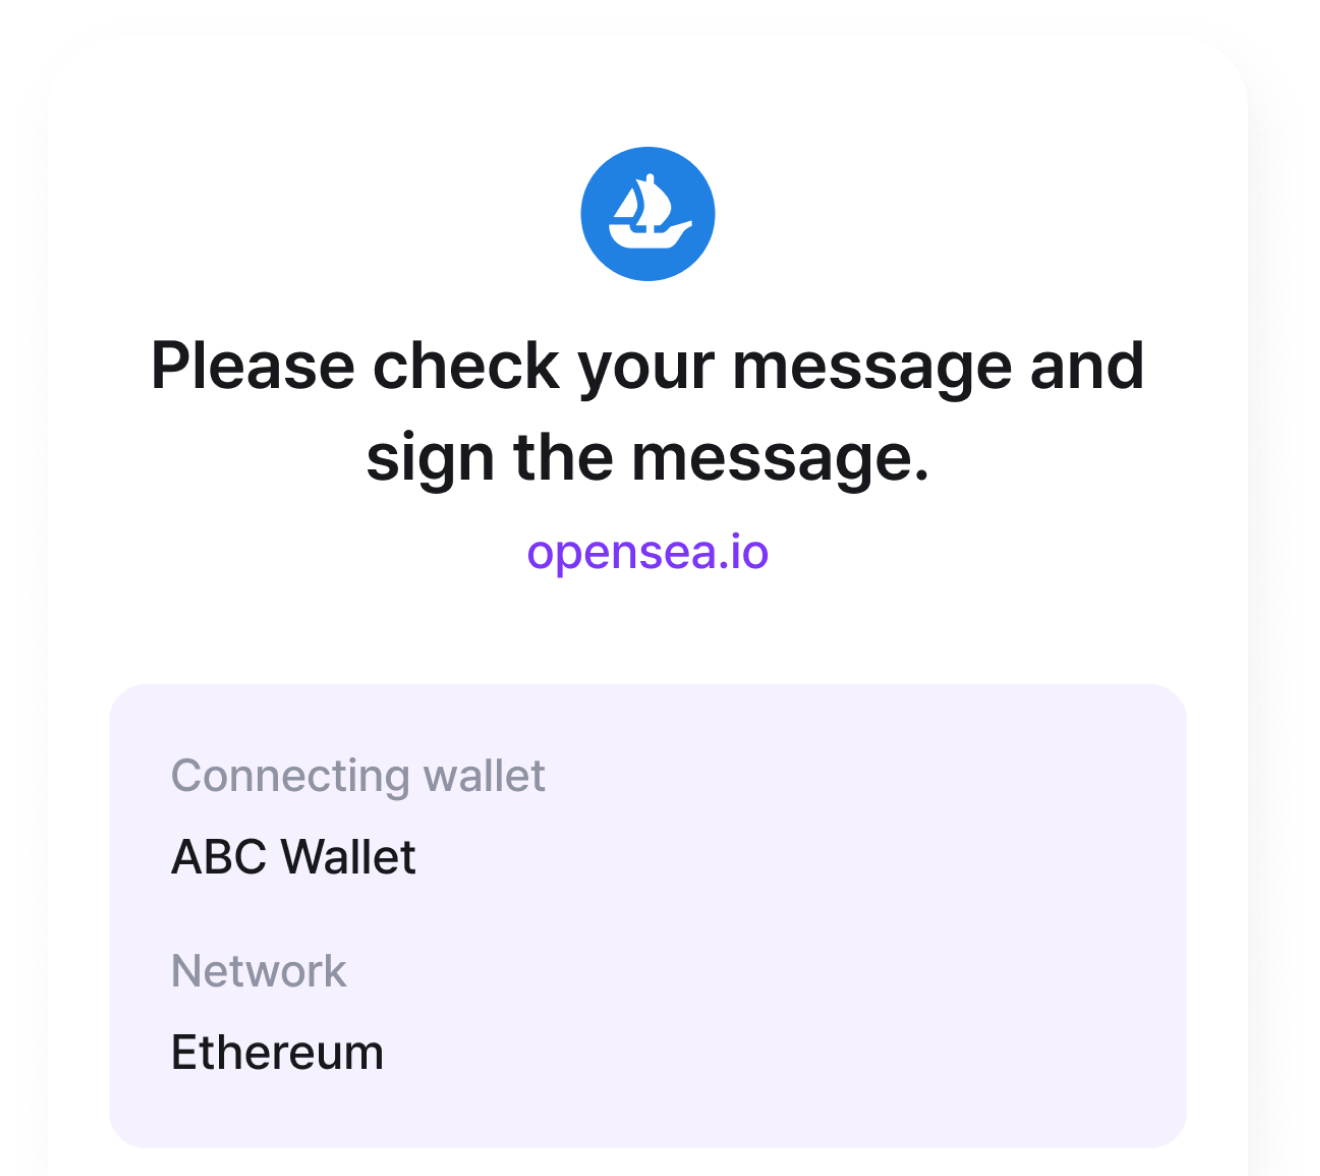 Please check your message and
sign the message.
opensea.io
Connecting wallet
ABC Wallet
Network
Ethereum